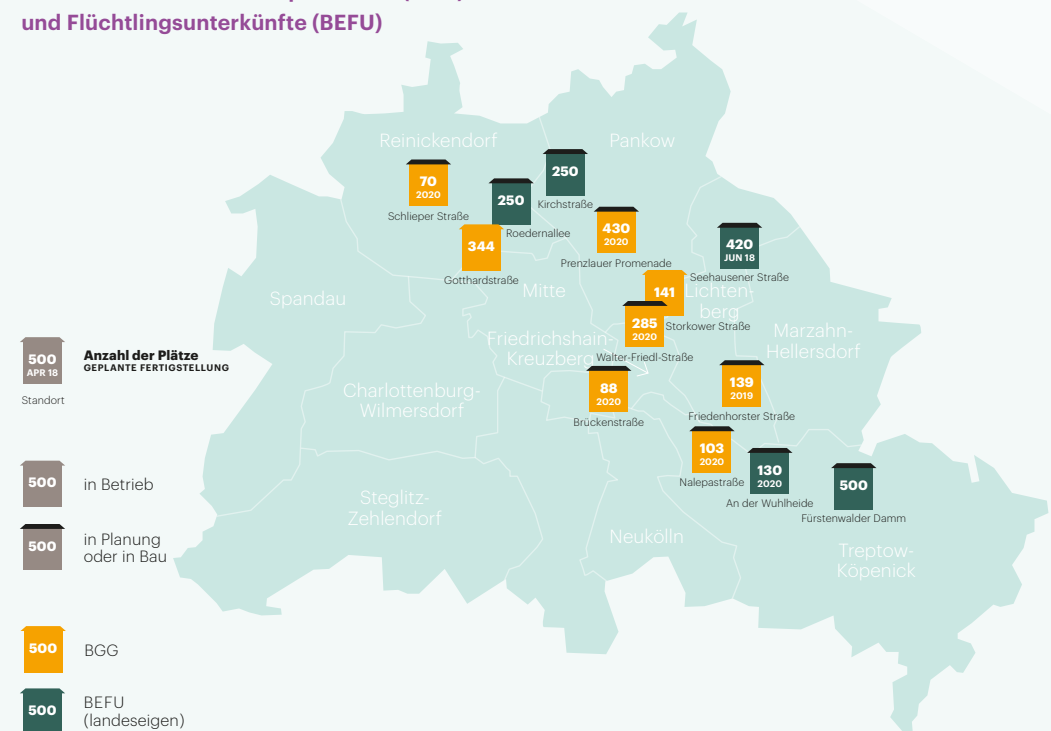 und Flüchtlingsunterkünfte (BEFU)
Reinickendorf
Pankow
70
2020
Schlieper Straße
250
Roedernallee
250
Kirchstraße
344
Gotthardstraße
430
2020
Prenzlauer Promenade
420
JUN 18
Seehausener Straße
Spandau
Mitte
141
Storkower Straße
Lichten-
berg
285
2020
Walter-Friedl-Straße
Friedrichshain-
Kreuzberg
Marzahn-
Hellersdorf
500
APR 18
Standort
Anzahl der Plätze
GEPLANTE FERTIGSTELLUNG
Charlottenburg-
Wilmersdorf
88
2020
Brückenstraße
139
2019
Friedenhorster Straße
103
2020
Nalepastraße
130
2020
An der Wuhlheide
500
Fürstenwalder Damm
500
in Betrieb
Steglitz-
Zehlendorf
Neukölln
Treptow-
Köpenick
500
in Planung
oder in Bau
500
BGG
500
BEFU
(landeseigen)